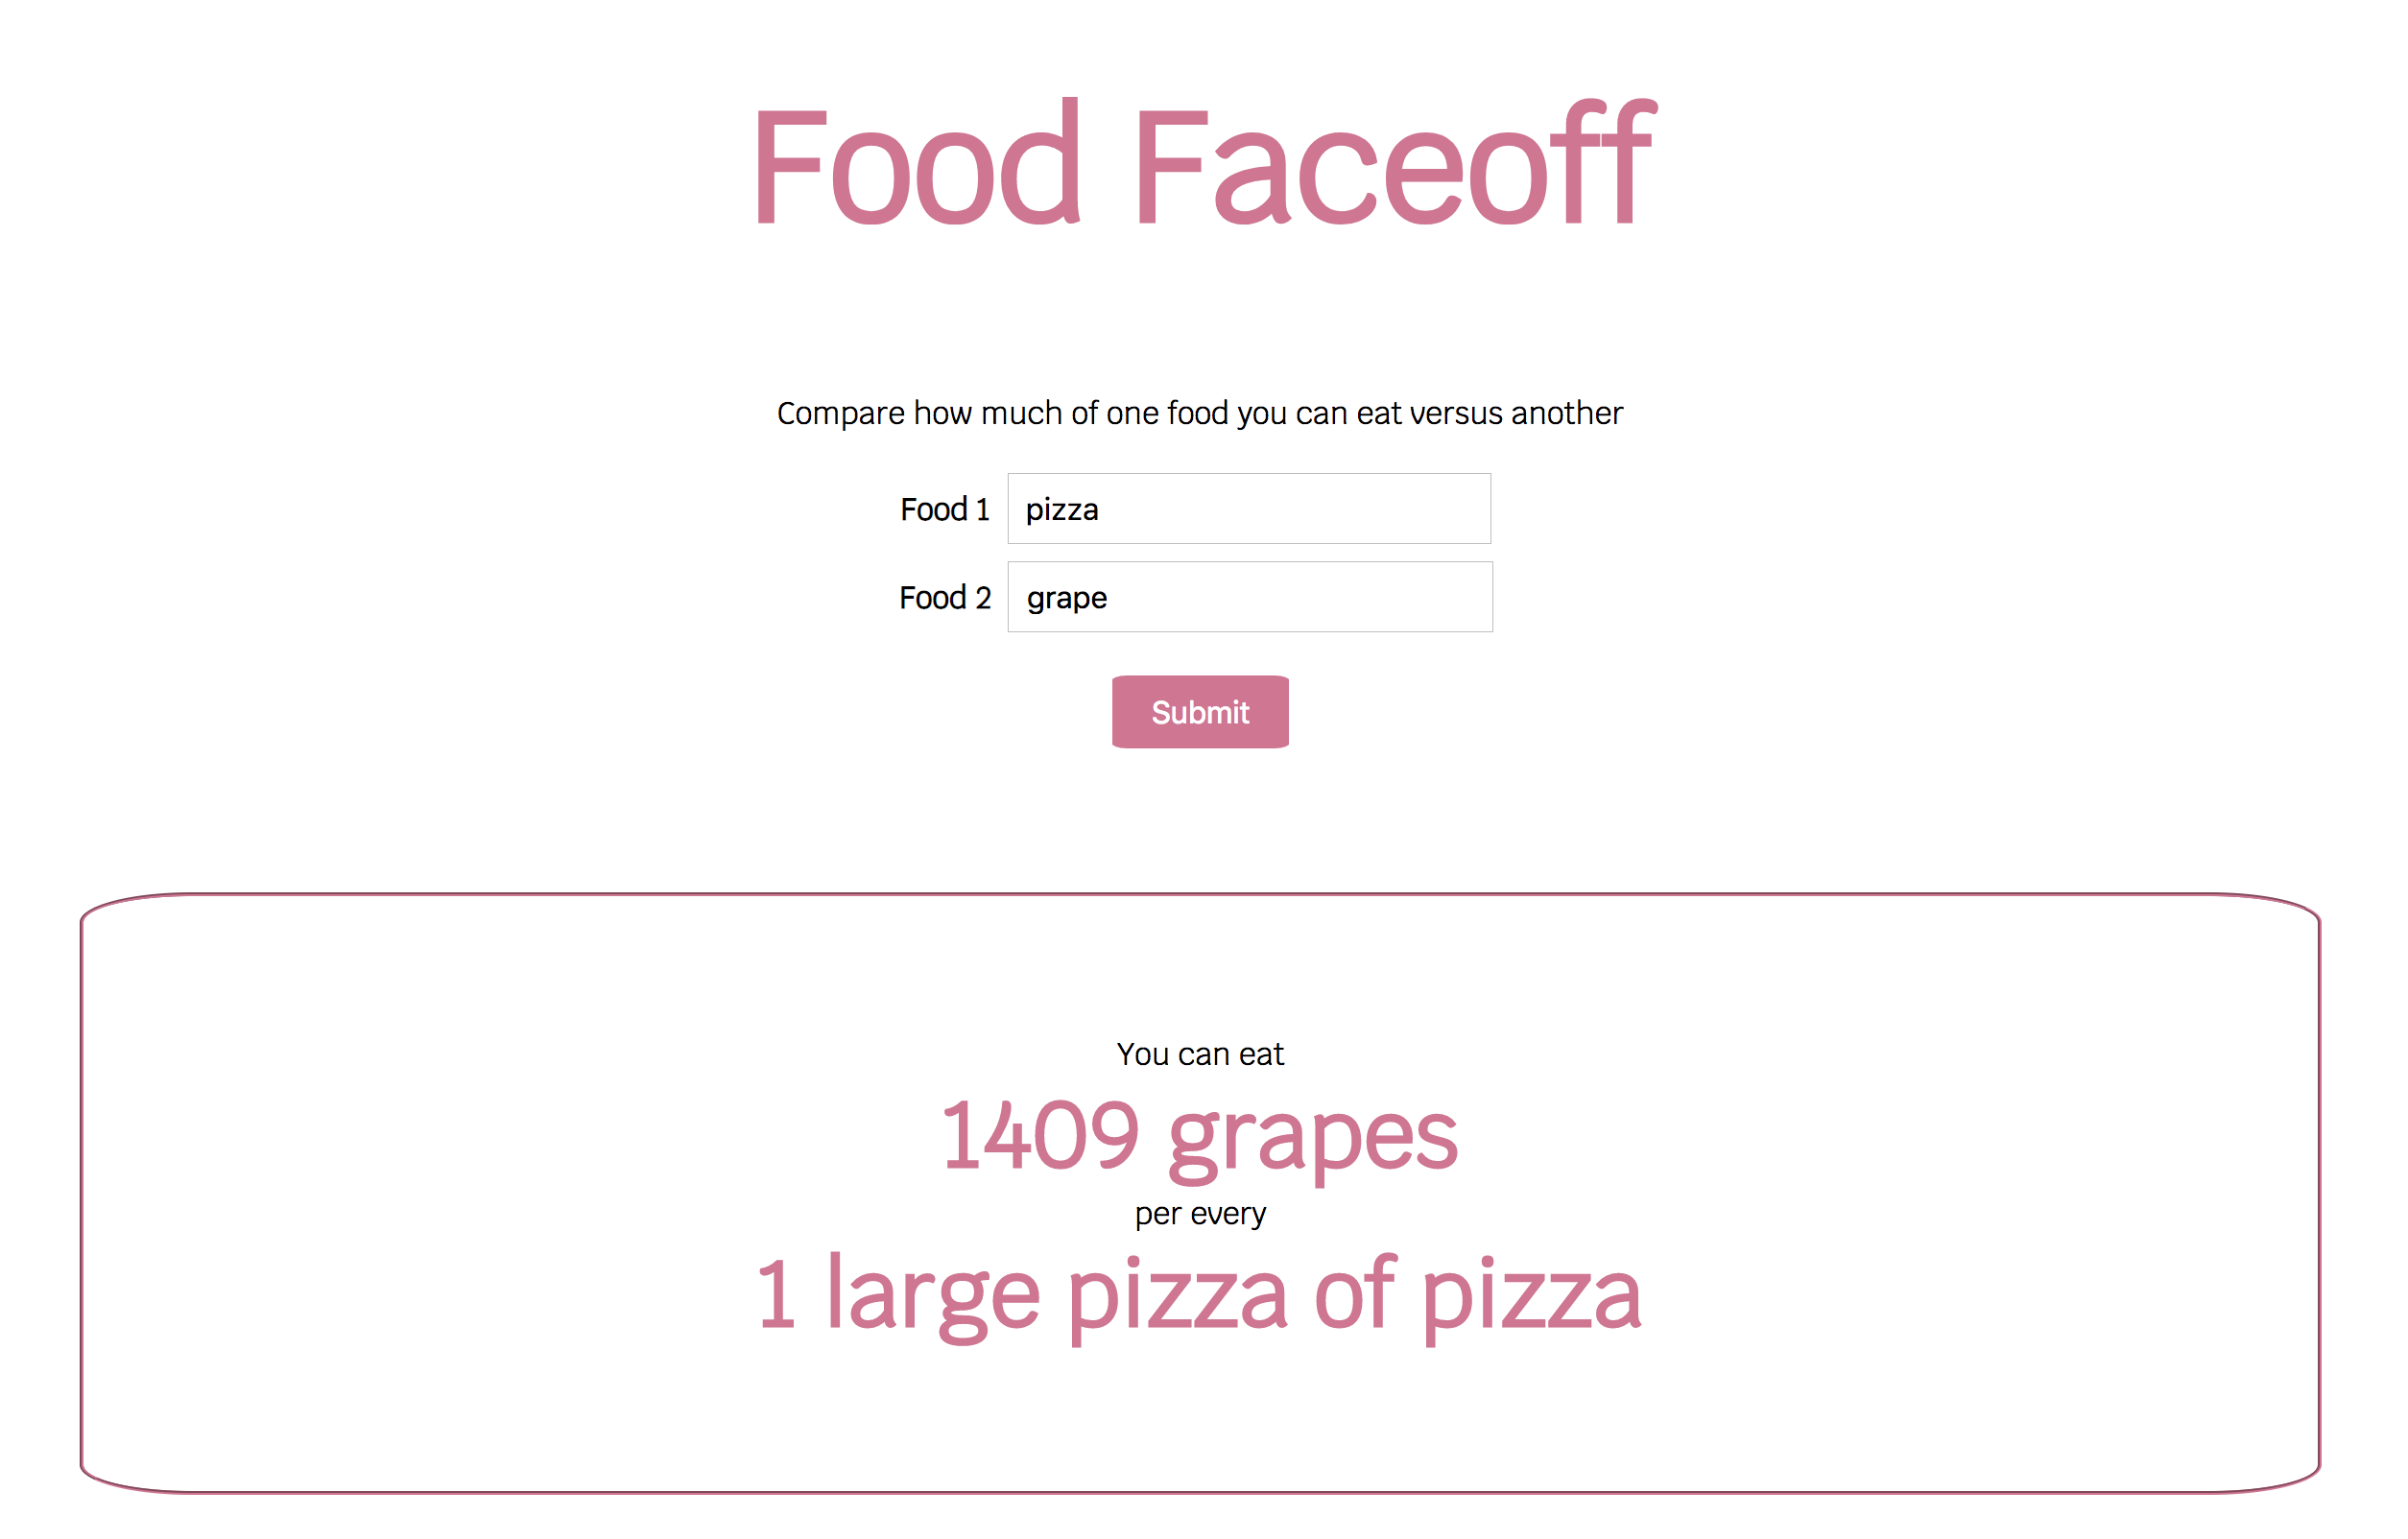 Food Faceoff
Compare how much of one food you can eat versus another
Food 1 pizza
Food 2 grape
Submit
You can eat
1409 grapes
per every
1 large pizza of pizza